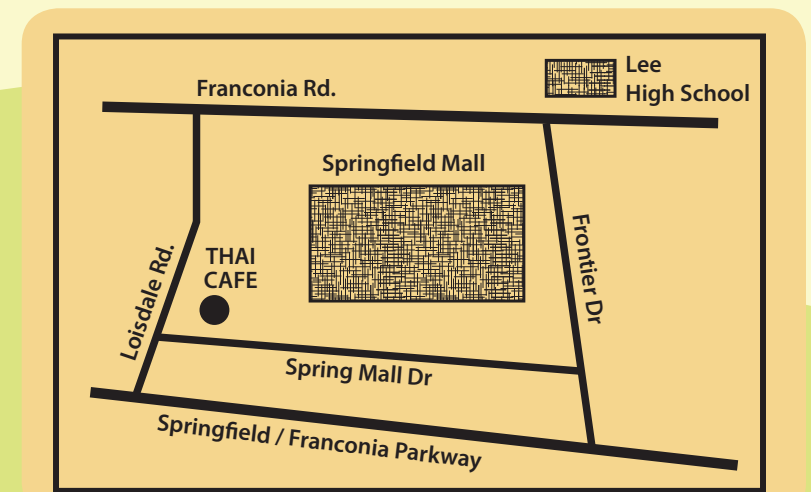 Lee
High School
Franconia Rd.
Springfield Mall
Frontier Dr
THAI
CAFE
Loisdale Rd.
Spring Mall Dr
Springfield / Franconia Parkway